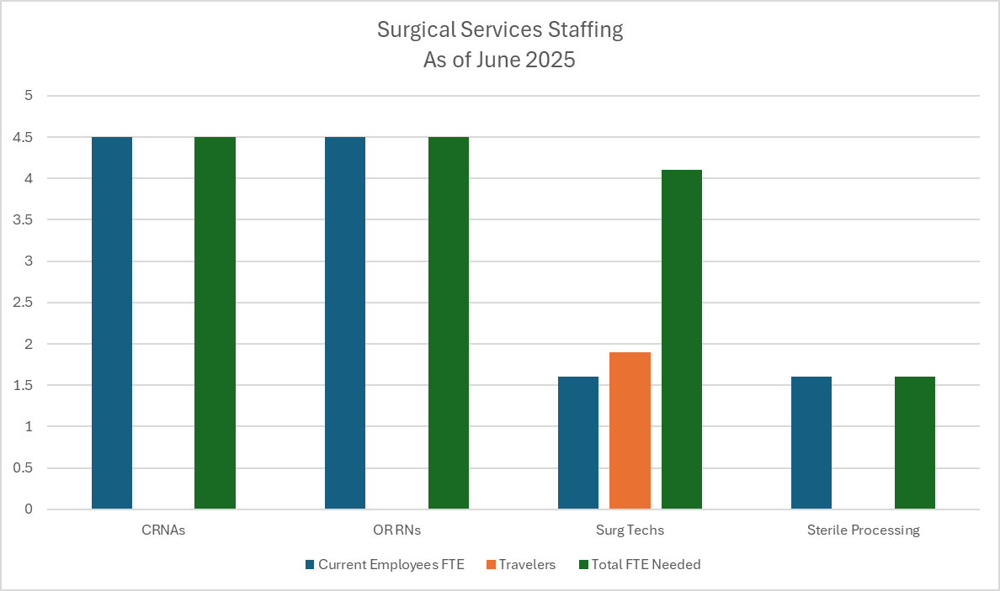 Surgical Services Staffing
As of June 2025
5
4.5
4
3.5
3
2.5
2
1.5
1
0.5
0
CRNAs
OR RNs
Surg Techs
Sterile Processing
Current Employees FTE
Travelers
Total FTE Needed